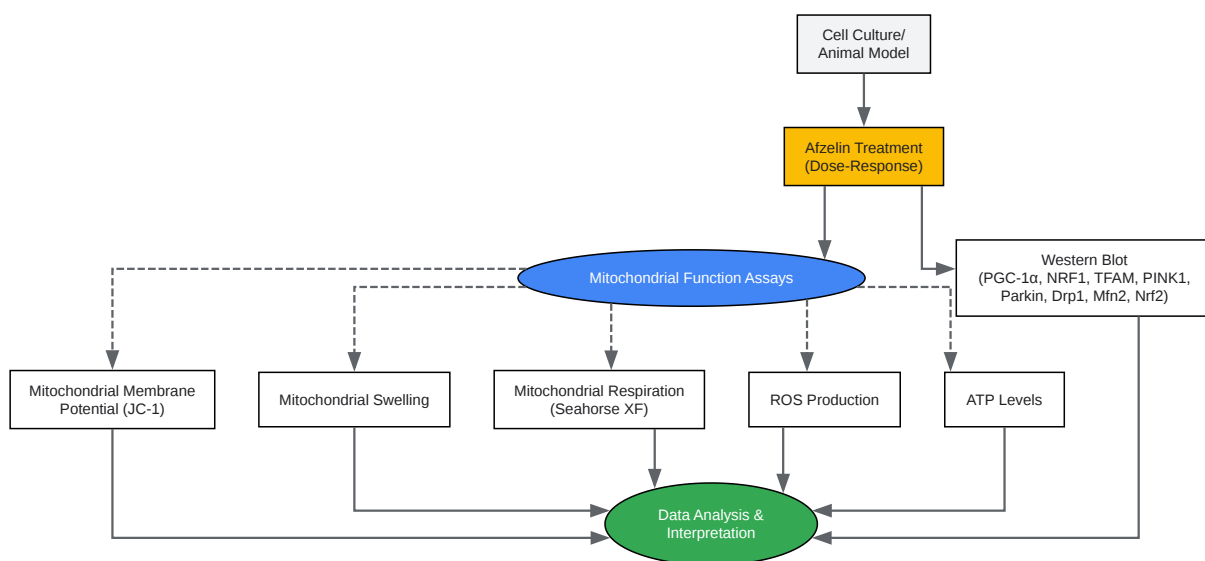 Cell Culture/
Animal Model
Afzelin Treatment
(Dose-Response)
Mitochondrial Function Assays
Western Blot
(PGC-1α, NRF1, TFAM, PINK1,
Parkin, Drp1, Mfn2, Nrf2)
Mitochondrial Membrane
Potential (JC-1)
Mitochondrial Swelling
Mitochondrial Respiration
(Seahorse XF)
ROS Production
ATP Levels
Data Analysis &
Interpretation